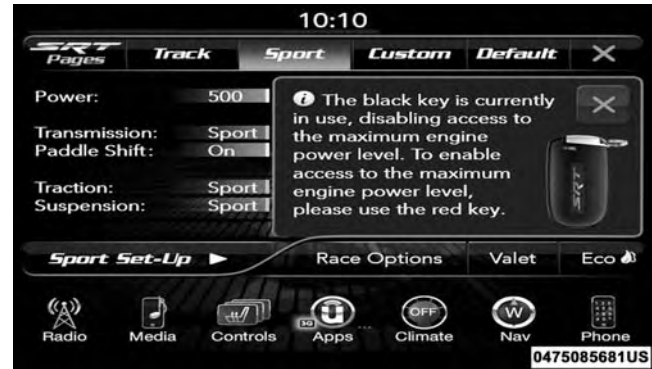 10:10
SRT Pages Track Sport Custom Default X
Power: 500
Transmission: Sport
Paddle Shift: On
Traction: Sport
Suspension: Sport
i The black key is currently
in use, disabling access to
the maximum engine
power level. To enable
access to the maximum
engine power level,
please use the red key.
SRT
Sport Set-Up Race Options Valet Eco
3G U OFF W
Radio Media Controls Apps ... Climate Nav Phone
0475085681US